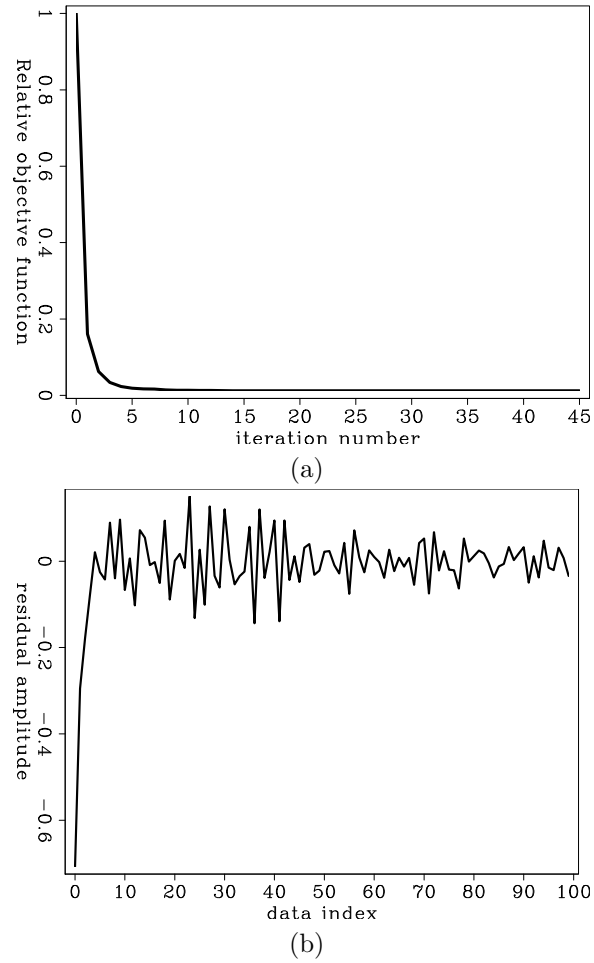 Relative objective function
1
0.8
0.6
0.4
0.2
0
0 5 10 15 20 25 30 35 40 45
iteration number
(a)
residual amplitude
0
−0.2
−0.4
−0.6
0 10 20 30 40 50 60 70 80 90 100
data index
(b)